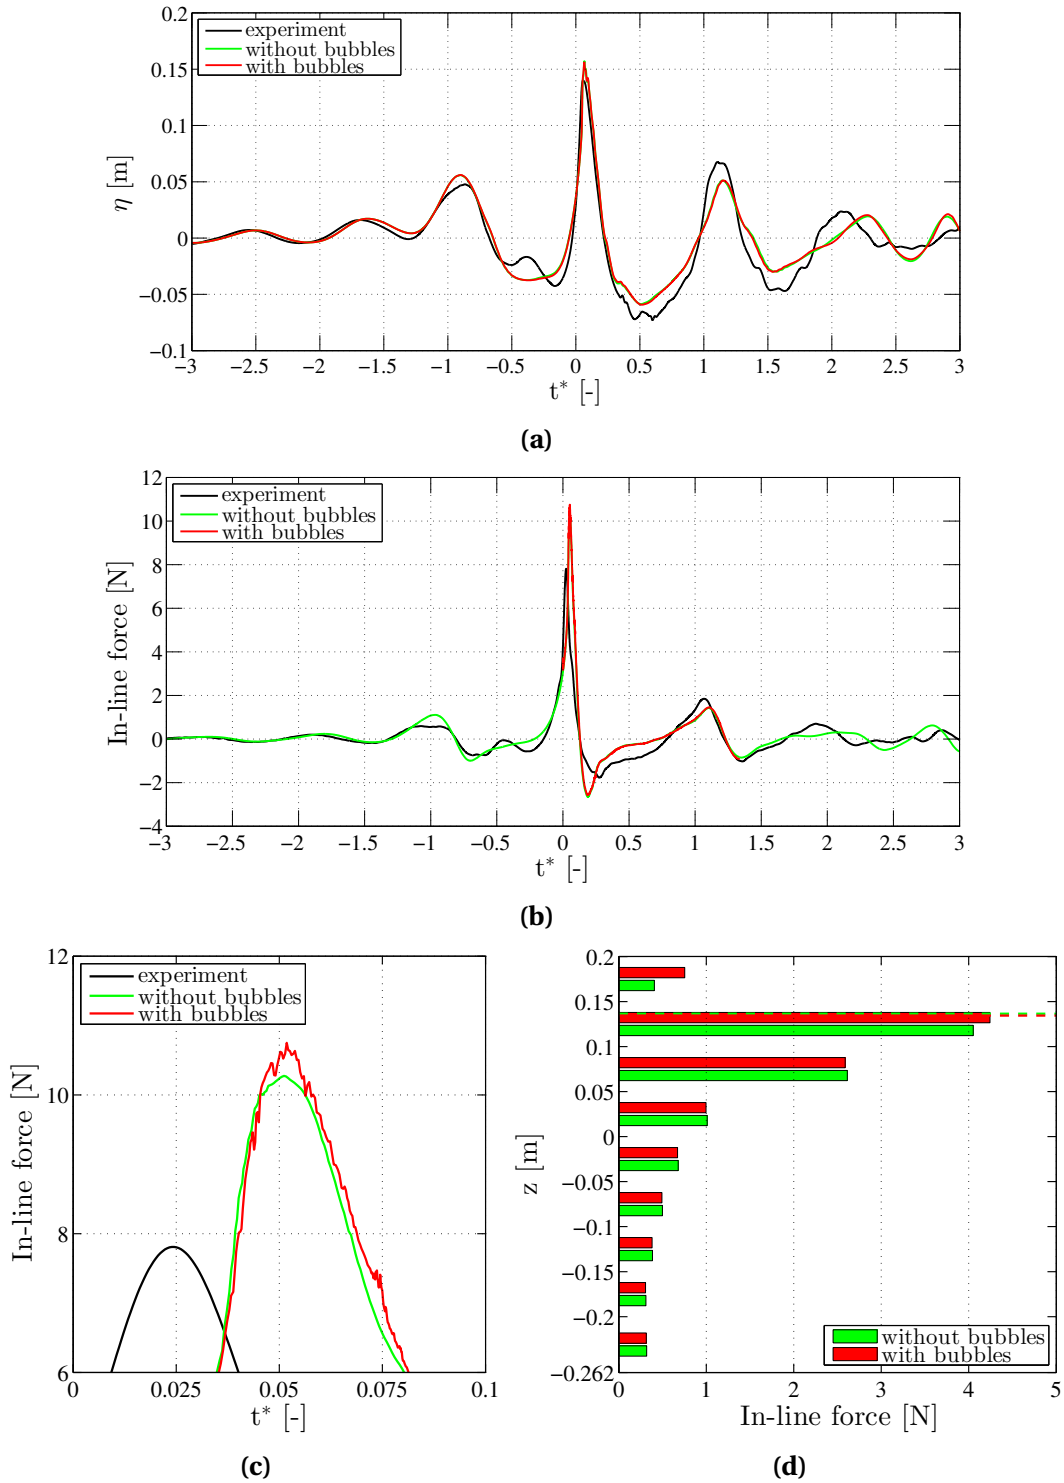 0.2
0.15
0.1
0.05
0
−0.05
−0.1
η [m]
experiment
without bubbles
with bubbles
−3 −2.5 −2 −1.5 −1 −0.5 0 0.5 1 1.5 2 2.5 3
t* [-]
(a)
12
10
8
6
4
2
0
−2
−4
In-line force [N]
experiment
without bubbles
with bubbles
−3 −2.5 −2 −1.5 −1 −0.5 0 0.5 1 1.5 2 2.5 3
t* [-]
(b)
12
10
8
6
In-line force [N]
experiment
without bubbles
with bubbles
0 0.025 0.05 0.075 0.1
t* [-]
(c)
0.2
0.15
0.1
0.05
0
−0.05
−0.1
−0.15
−0.2
−0.262
z [m]
without bubbles
with bubbles
0 1 2 3 4 5
In-line force [N]
(d)